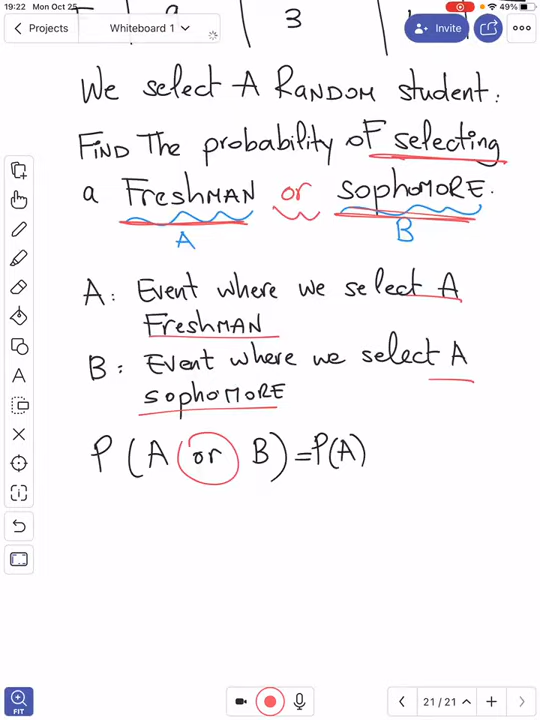 19:22 Mon Oct 25
49%
Projects
Whiteboard 1
Invite
3
We select A RANDOM student.
FIND The probability of selecting
a FreshMAN or sophoMORE.
A
B
A: Event where we select A
FreshMAN
B: Event where we select A
sophoMORE
P (A or B) = P(A)
A
FIT
21/21